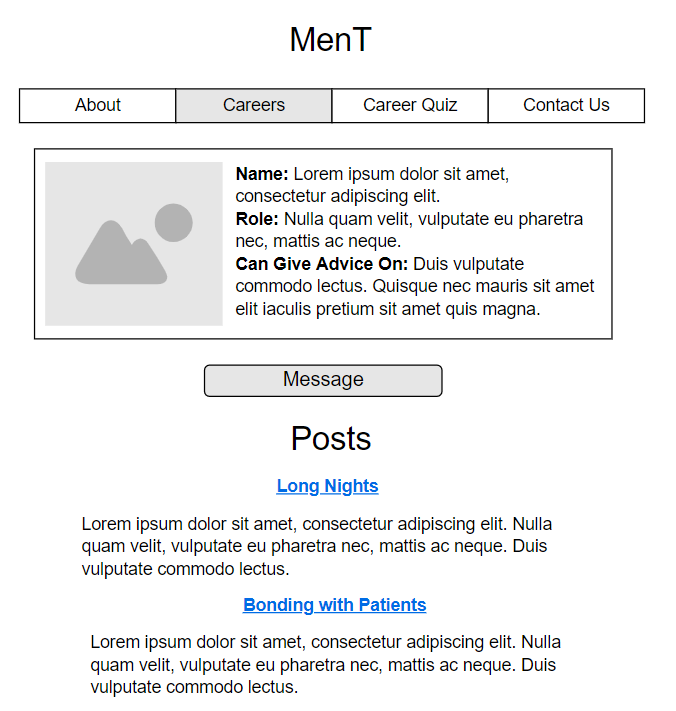 MenT
About Careers Career Quiz Contact Us
Name: Lorem ipsum dolor sit amet,
consectetur adipiscing elit.
Role: Nulla quam velit, vulputate eu pharetra
nec, mattis ac neque.
Can Give Advice On: Duis vulputate
commodo lectus. Quisque nec mauris sit amet
elit iaculis pretium sit amet quis magna.
Message
Posts
Long Nights
Lorem ipsum dolor sit amet, consectetur adipiscing elit. Nulla
quam velit, vulputate eu pharetra nec, mattis ac neque. Duis
vulputate commodo lectus.
Bonding with Patients
Lorem ipsum dolor sit amet, consectetur adipiscing elit. Nulla
quam velit, vulputate eu pharetra nec, mattis ac neque. Duis
vulputate commodo lectus.